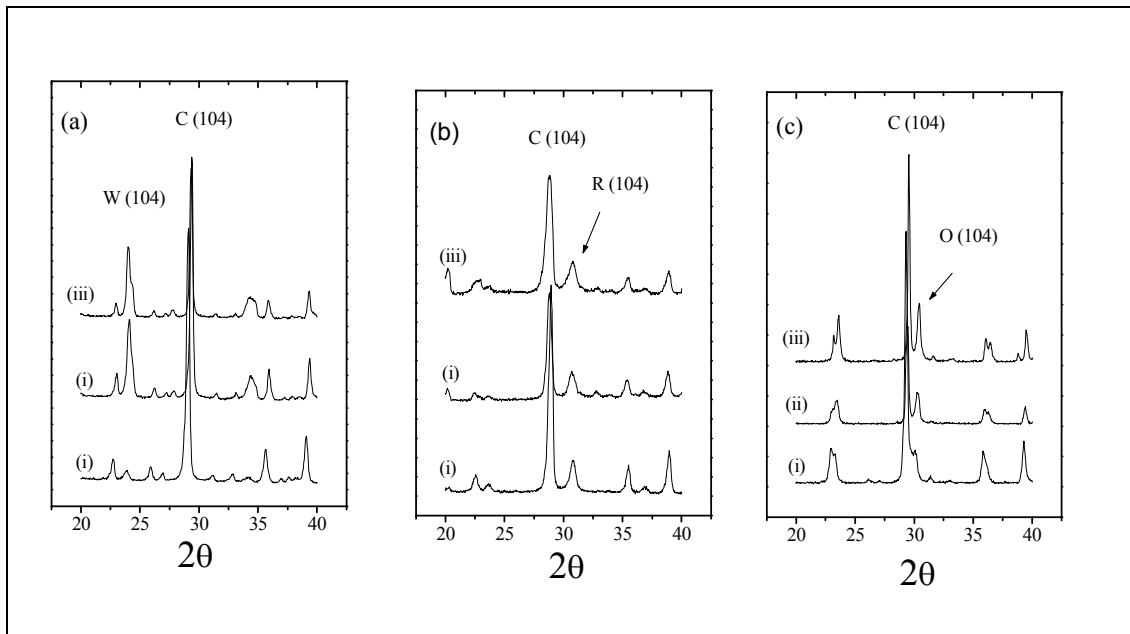 (a)
C (104)
W (104)
(iii)
(i)
(i)
20 25 30 35 40
2θ
(b)
C (104)
R (104)
(iii)
(i)
(i)
20 25 30 35 40
2θ
(c)
C (104)
O (104)
(iii)
(ii)
(i)
20 25 30 35 40
2θ